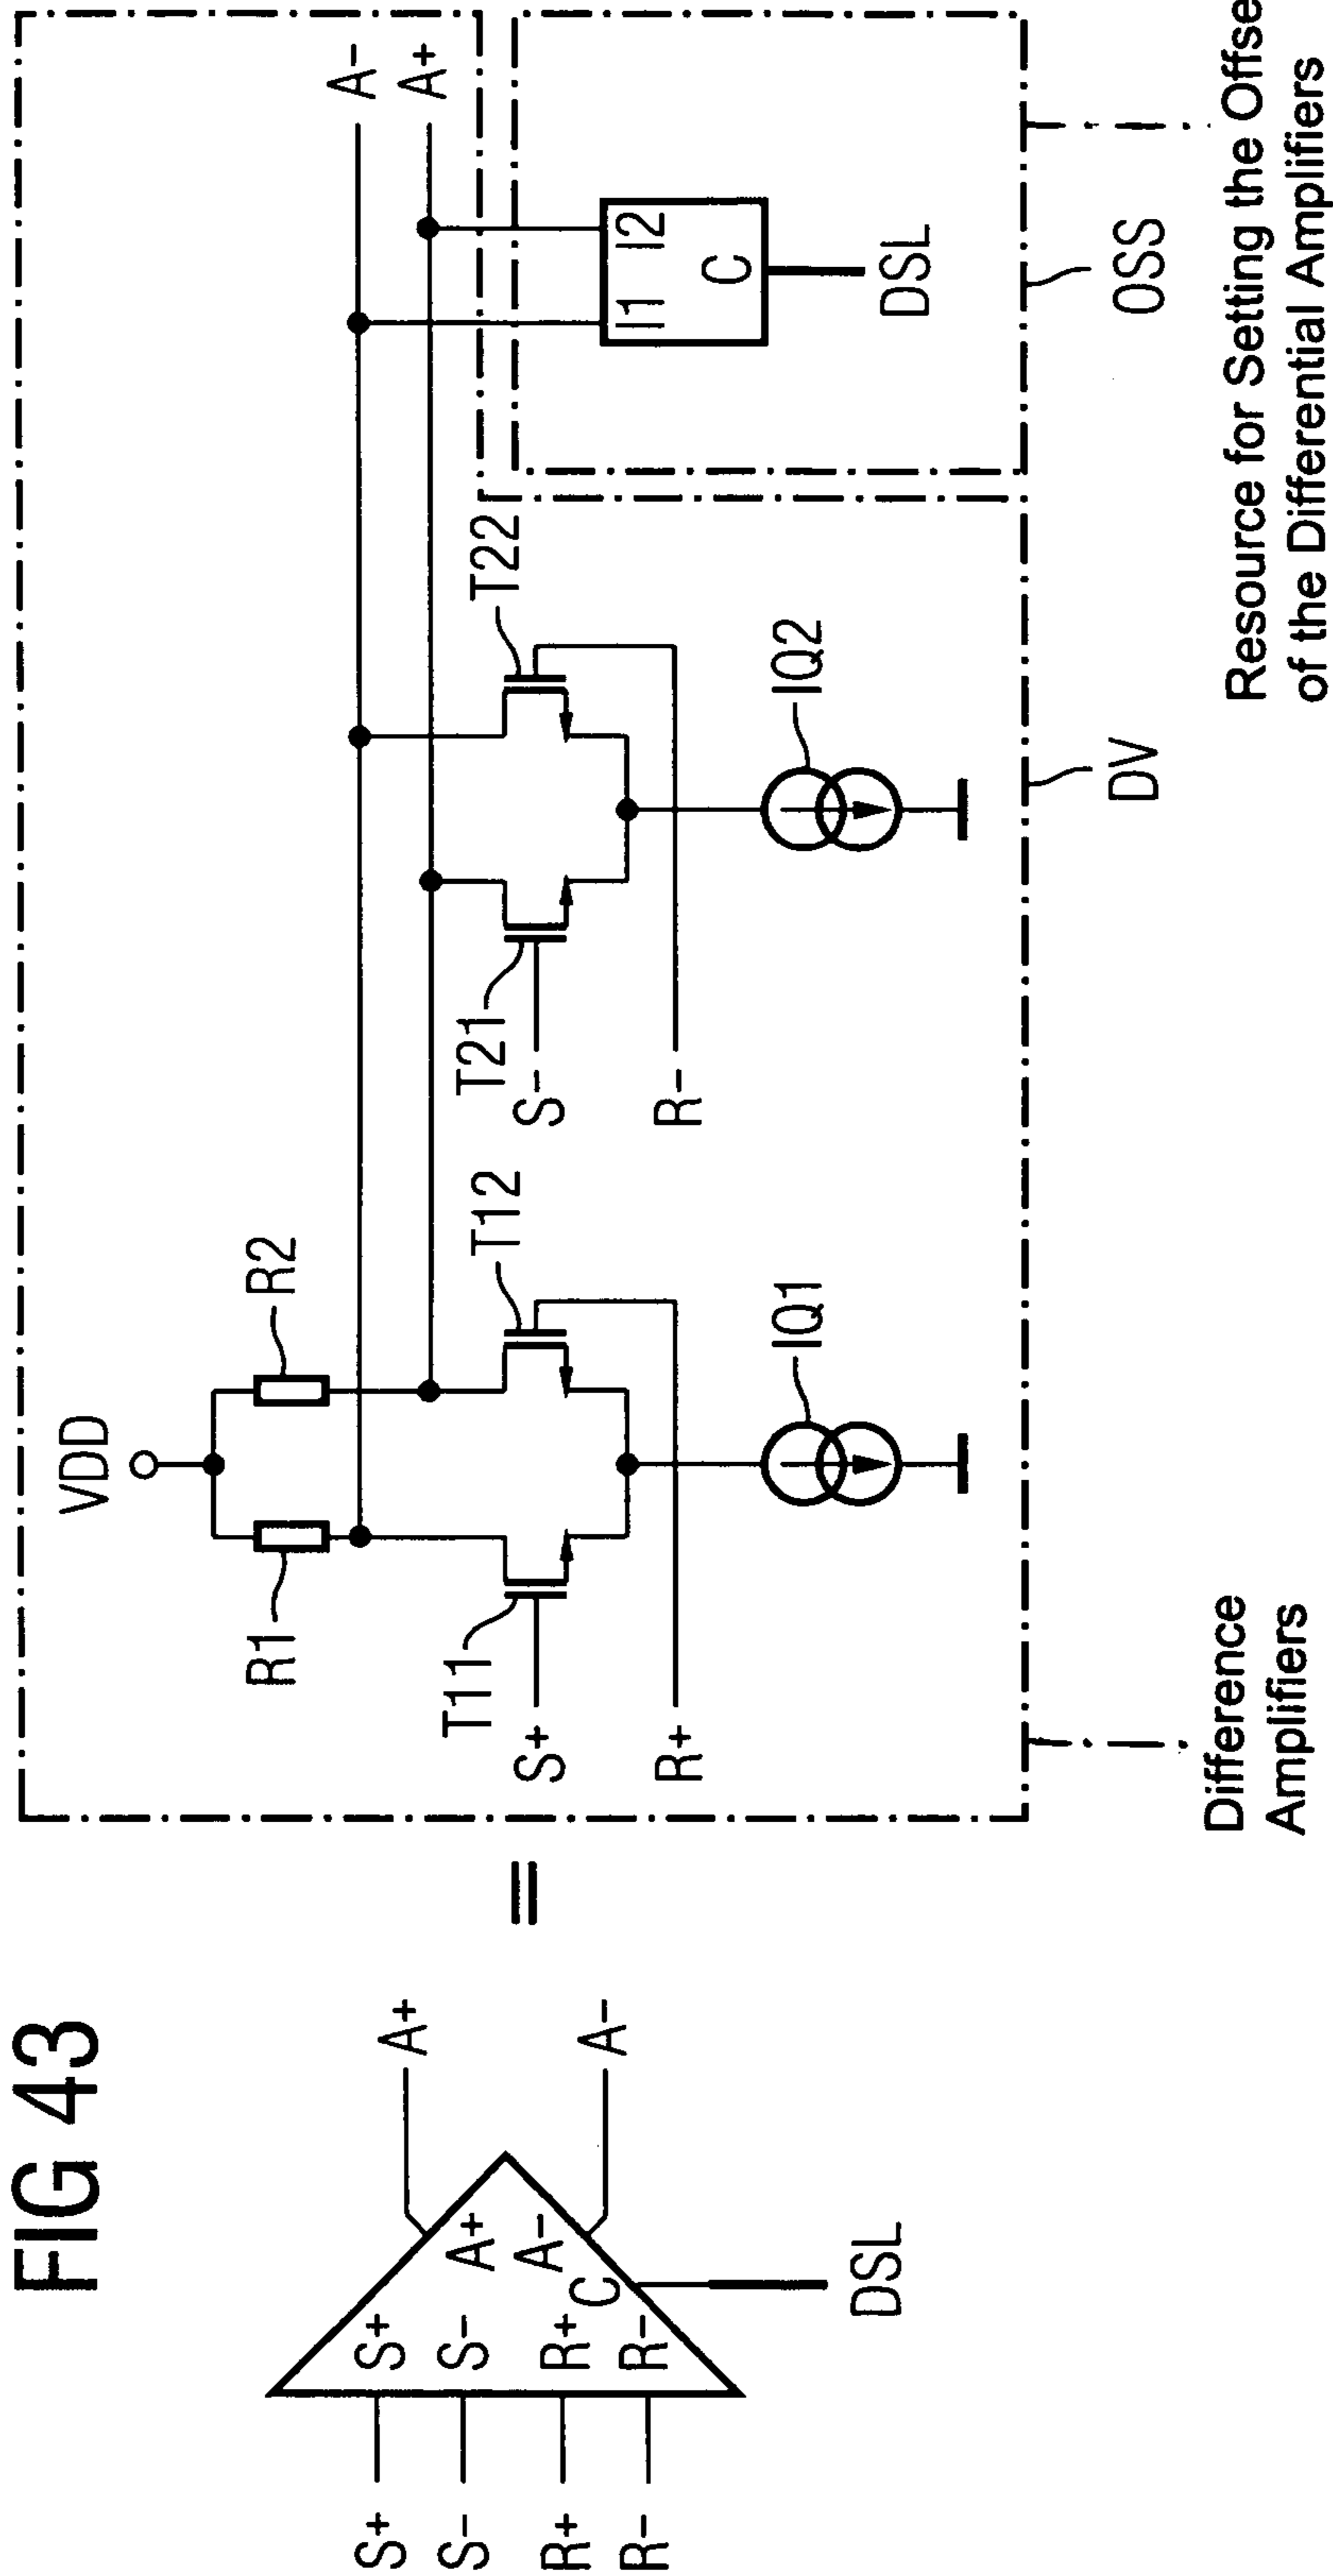 FIG 43
S+
S-
R+
R-
S+
S-
R+
R-
A+
A-
C
A+
A-
DSL
=
VDD
R1
R2
A-
A+
T11
T12
T21
T22
S+
R+
S-
R-
IQ1
IQ2
I1
I2
C
DSL
DV
OSS
Difference
Amplifiers
Resource for Setting the Offse
of the Differential Amplifiers